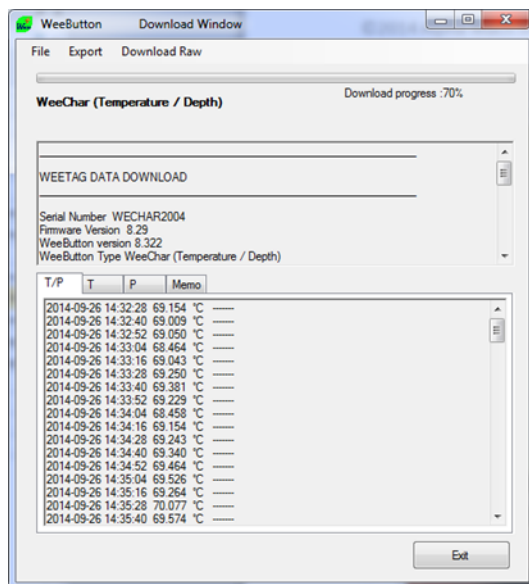 WeeButton Download Window
File Export Download Raw
Download progress :70%
WeeChar (Temperature / Depth)
WEETAG DATA DOWNLOAD
Serial Number WECHAR2004
Firmware Version 8.29
WeeButton version 8.322
WeeButton Type WeeChar (Temperature / Depth)
T/P T P Memo
2014-09-26 14:32:28 69.154 °C ------
2014-09-26 14:32:40 69.009 °C ------
2014-09-26 14:32:52 69.050 °C ------
2014-09-26 14:33:04 68.464 °C ------
2014-09-26 14:33:16 69.043 °C ------
2014-09-26 14:33:28 69.250 °C ------
2014-09-26 14:33:40 69.381 °C ------
2014-09-26 14:33:52 69.229 °C ------
2014-09-26 14:34:04 68.458 °C ------
2014-09-26 14:34:16 69.154 °C ------
2014-09-26 14:34:28 69.243 °C ------
2014-09-26 14:34:40 69.340 °C ------
2014-09-26 14:34:52 69.464 °C ------
2014-09-26 14:35:04 69.526 °C ------
2014-09-26 14:35:16 69.264 °C ------
2014-09-26 14:35:28 70.077 °C ------
2014-09-26 14:35:40 69.574 °C ------
Exit